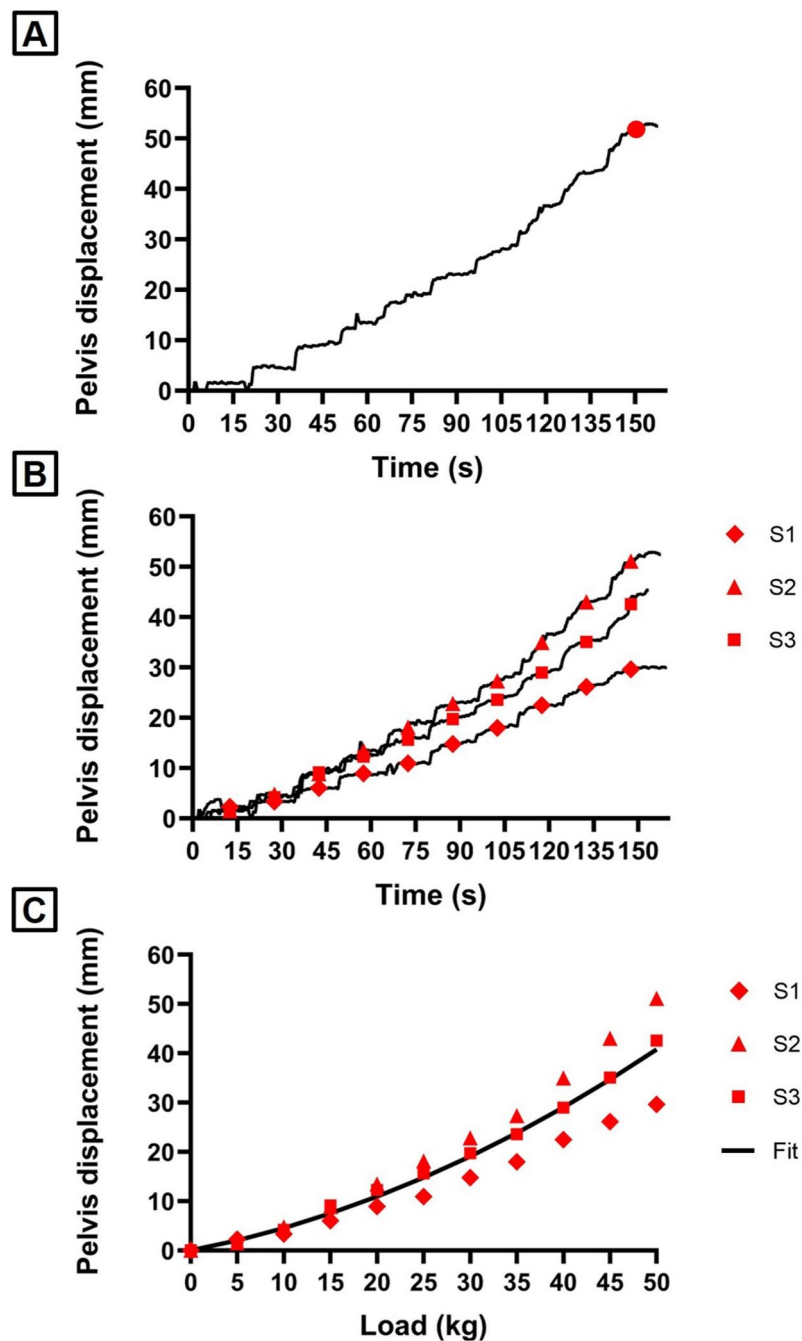 A
Pelvis displacement (mm)
60
50
40
30
20
10
0
0 15 30 45 60 75 90 105 120 135 150
Time (s)
B
Pelvis displacement (mm)
60
50
40
30
20
10
0
0 15 30 45 60 75 90 105 120 135 150
Time (s)
S1
S2
S3
C
Pelvis displacement (mm)
60
50
40
30
20
10
0
0 5 10 15 20 25 30 35 40 45 50
Load (kg)
S1
S2
S3
Fit